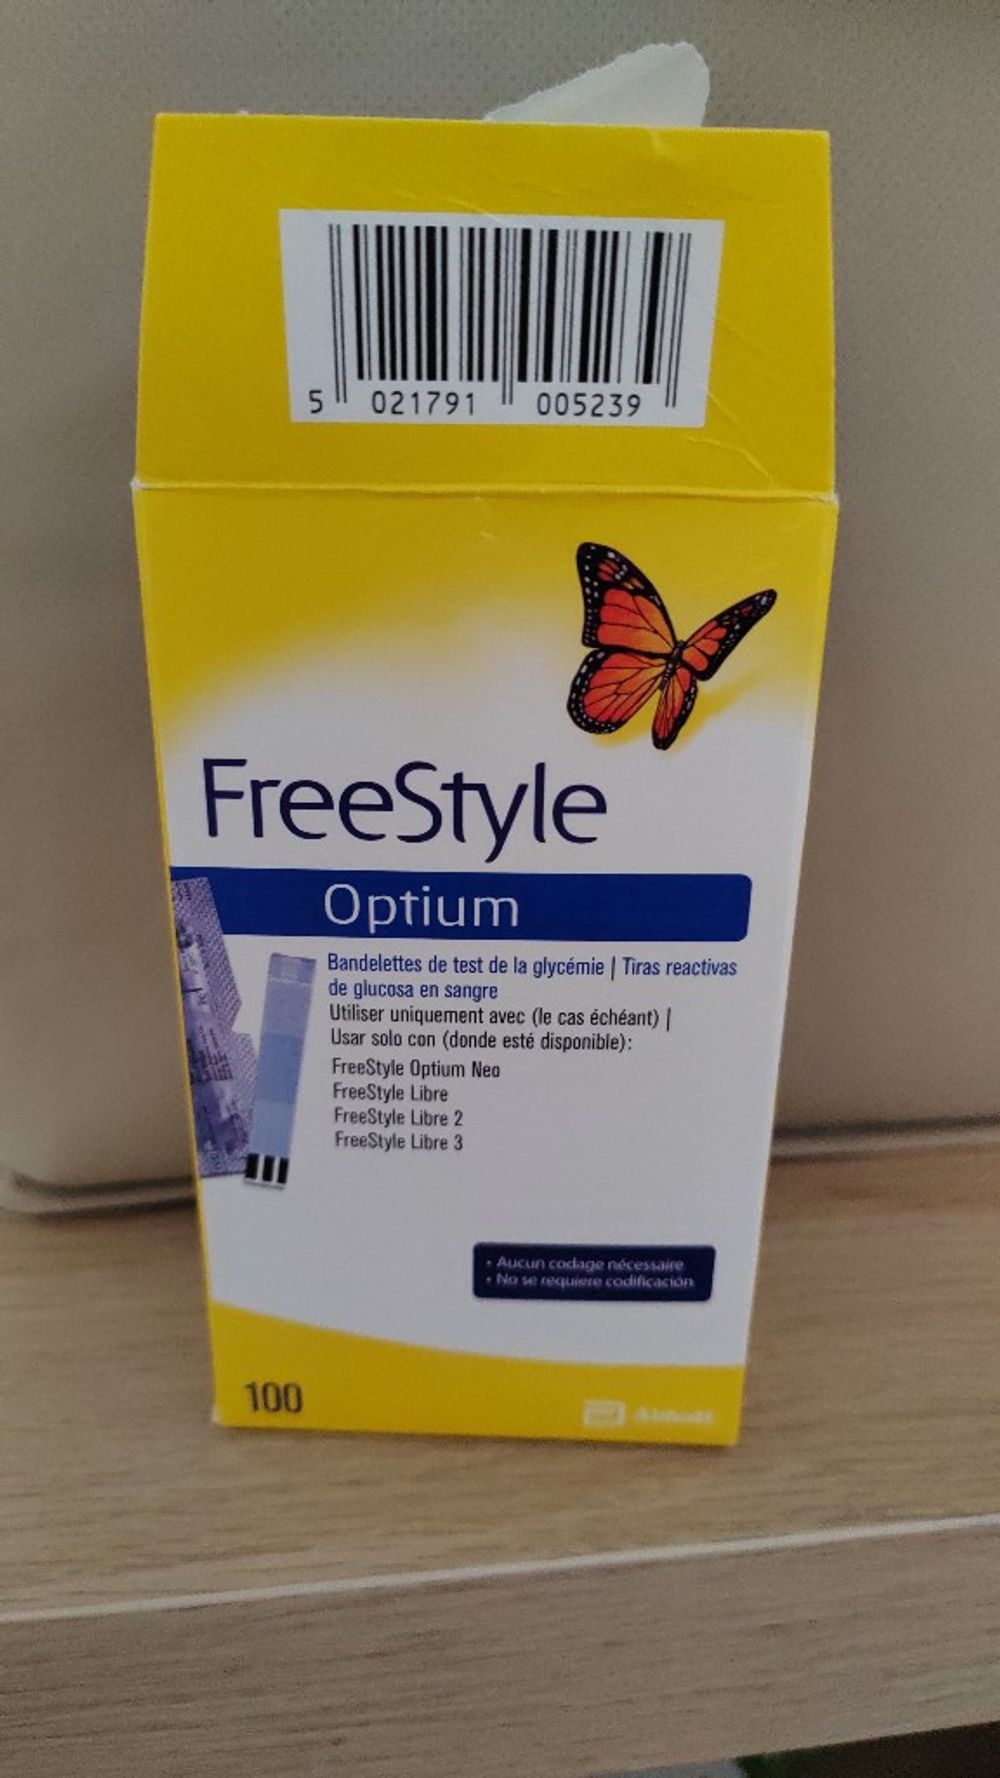 5 021791 005239
FreeStyle
Optium
Bandelettes de test de la glycémie | Tiras reactivas
de glucosa en sangre
Utiliser uniquement avec (le cas échéant) |
Usar solo con (donde esté disponible):
FreeStyle Optium Neo
FreeStyle Libre
FreeStyle Libre 2
FreeStyle Libre 3
• Aucun codage nécessaire
• No se requiere codificación
100
Abbott